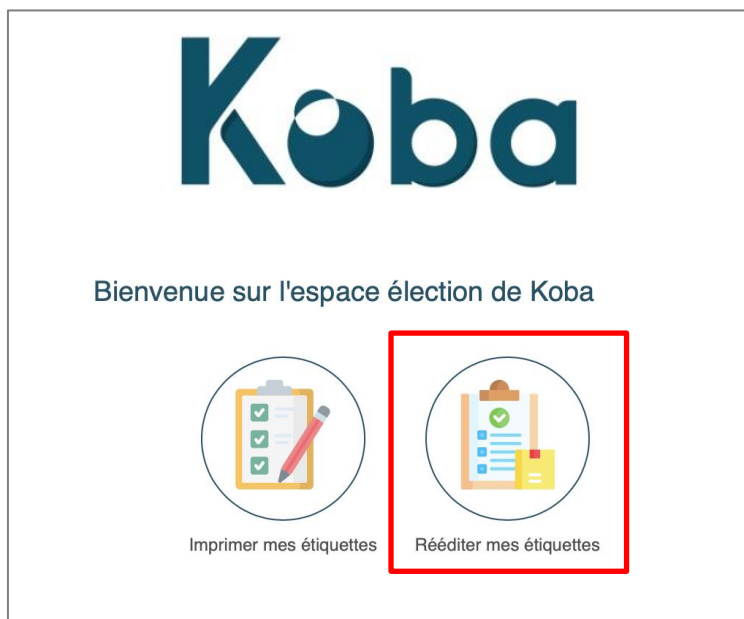 Koba
Bienvenue sur l'espace élection de Koba
Imprimer mes étiquettes
Rééditer mes étiquettes